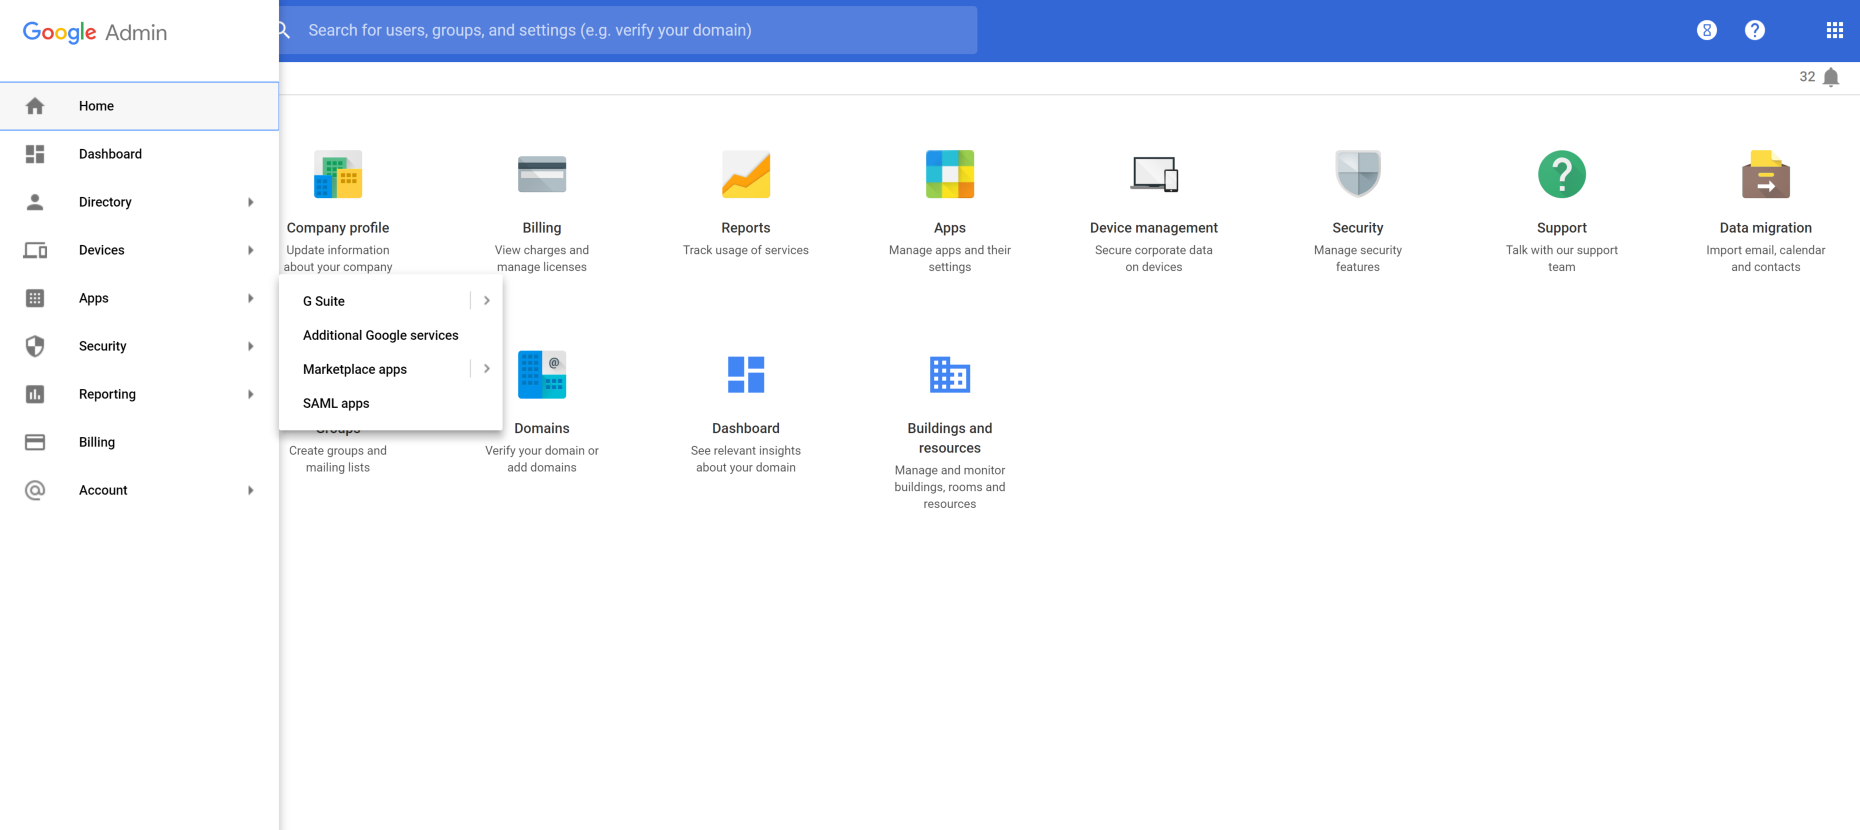 Google Admin
Search for users, groups, and settings (e.g. verify your domain)
32
Home
Dashboard
Directory
Devices
Apps
Security
Reporting
Billing
Account
G Suite
Additional Google services
Marketplace apps
SAML apps
Company profile
Update information
about your company
Billing
View charges and
manage licenses
Reports
Track usage of services
Apps
Manage apps and their
settings
Device management
Secure corporate data
on devices
Security
Manage security
features
Support
Talk with our support
team
Data migration
Import email, calendar
and contacts
Groups
Create groups and
mailing lists
@
Domains
Verify your domain or
add domains
Dashboard
See relevant insights
about your domain
Buildings and
resources
Manage and monitor
buildings, rooms and
resources